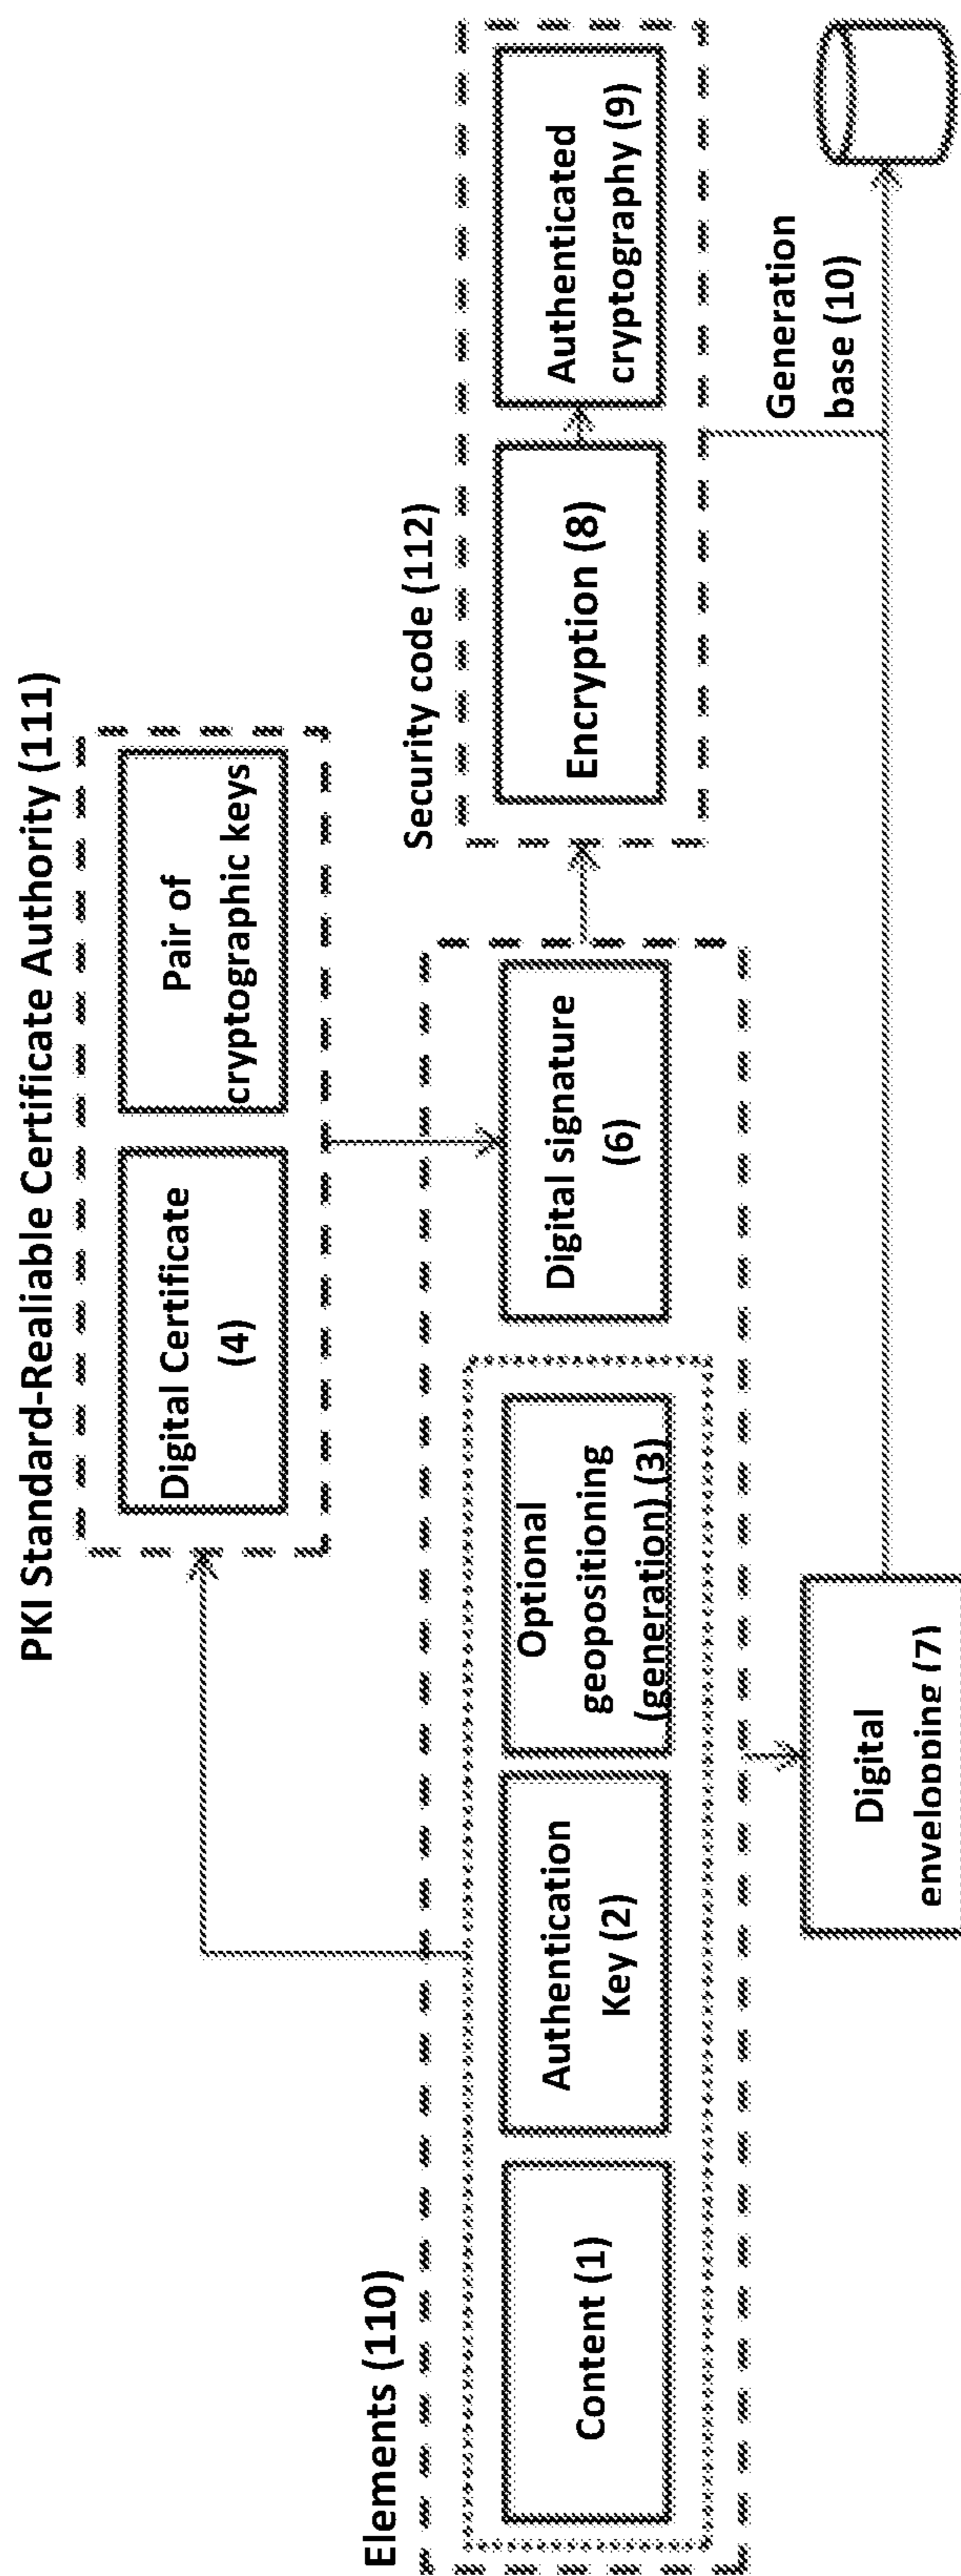 PKI Standard-Realiable Certificate Authority (111)
Digital Certificate
(4)
Pair of
cryptographic keys
Elements (110)
Content (1)
Authentication
Key (2)
Optional
geopositioning
(generation) (3)
Digital signature
(6)
Security code (112)
Encryption (8)
Authenticated
cryptography (9)
Digital
envelopping (7)
Generation
base (10)